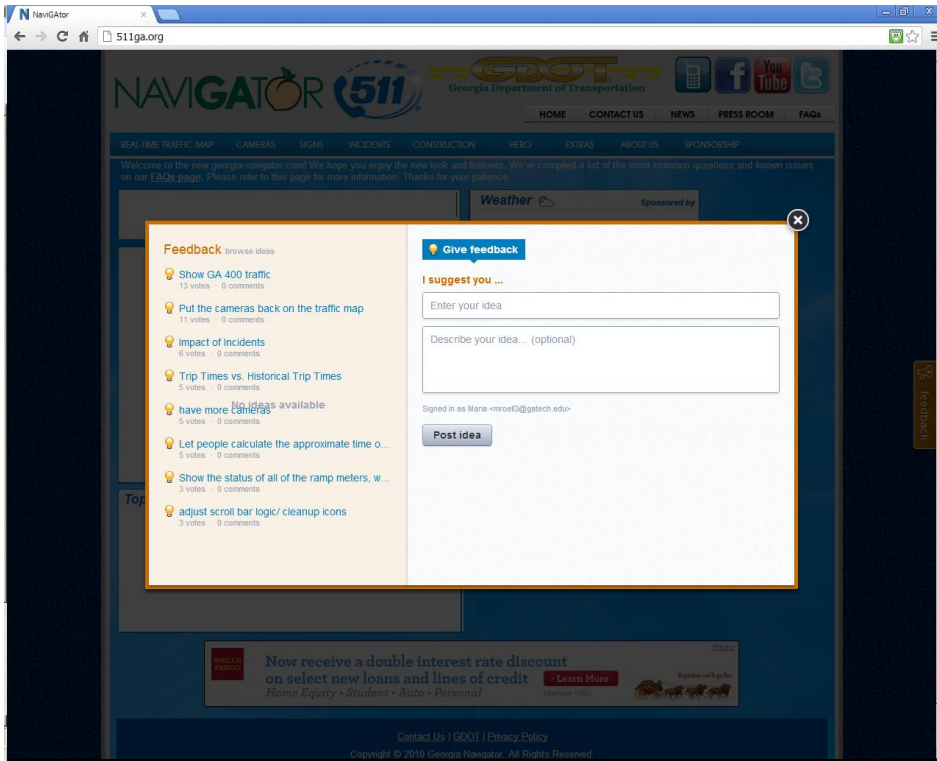 NaviGAtor
511ga.org
NAVIGATOR 511
GDOT
Georgia Department of Transportation
You
Tube
HOME CONTACT US NEWS PRESS ROOM FAQs
REAL-TIME TRAFFIC MAP CAMERAS SIGNS INCIDENTS CONSTRUCTION HERO EXTRAS ABOUT US SPONSORSHIP
Welcome to the new georgia-navigator.com! We hope you enjoy the new look and features. We've compiled a list of the most common questions and known issues
on our FAQs page. Please refer to this page for more information. Thanks for your patience.
Weather Sponsored by
Feedback browse ideas
Show GA 400 traffic
13 votes · 0 comments
Put the cameras back on the traffic map
11 votes · 0 comments
Impact of Incidents
6 votes · 0 comments
Trip Times vs. Historical Trip Times
5 votes · 0 comments
No ideas available
have more cameras
5 votes · 0 comments
Let people calculate the approximate time o...
5 votes · 0 comments
Show the status of all of the ramp meters, w...
3 votes · 0 comments
adjust scroll bar logic/ cleanup icons
3 votes · 0 comments
Give feedback
I suggest you ...
Enter your idea
Describe your idea... (optional)
Signed in as Maria <mroell3@gatech.edu>
Post idea
feedback
Top
WELLS
FARGO
Now receive a double interest rate discount
on select new loans and lines of credit
Home Equity • Student • Auto • Personal
Learn More
Member FDIC
Privacy
Together we'll go far
Contact Us | GDOT | Privacy Policy
Copyright © 2010 Georgia Navigator. All Rights Reserved.